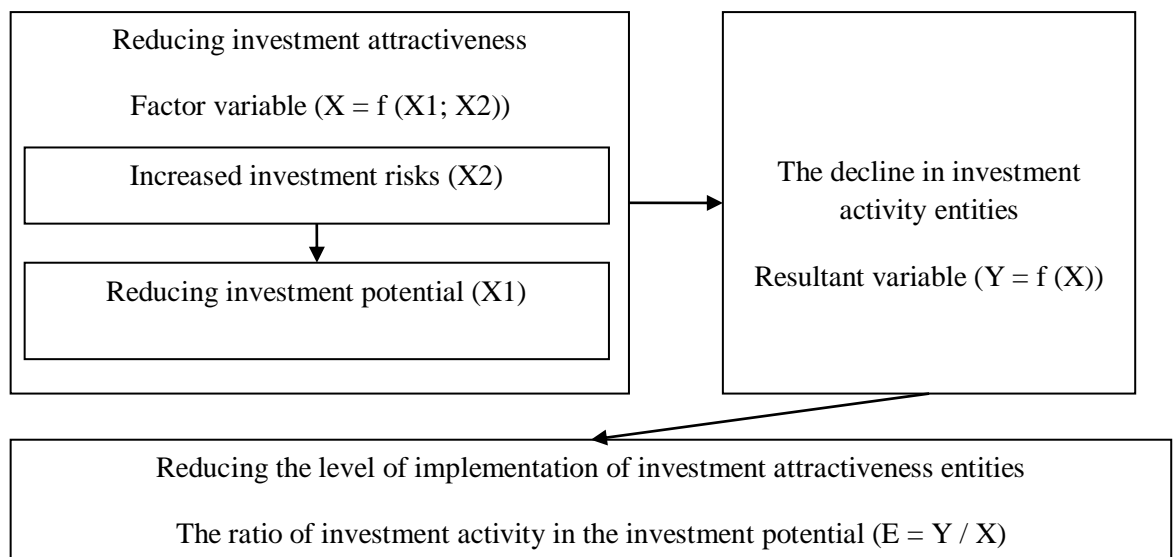 Reducing investment attractiveness
Factor variable (X = f (X1; X2))
Increased investment risks (X2)
Reducing investment potential (X1)
The decline in investment
activity entities
Resultant variable (Y = f (X))
Reducing the level of implementation of investment attractiveness entities
The ratio of investment activity in the investment potential (E = Y / X)